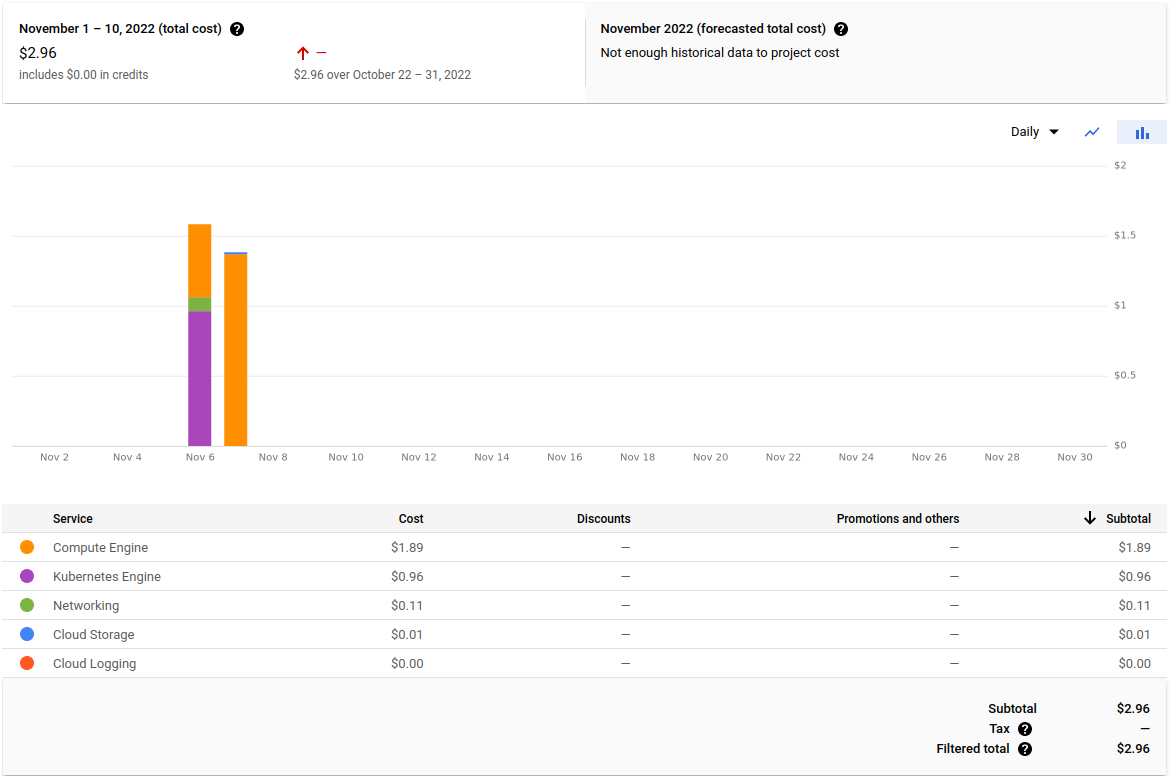 November 1 – 10, 2022 (total cost) ?
$2.96
includes $0.00 in credits
–
$2.96 over October 22 – 31, 2022
November 2022 (forecasted total cost) ?
Not enough historical data to project cost
Daily
$2
$1.5
$1
$0.5
$0
Nov 2 Nov 4 Nov 6 Nov 8 Nov 10 Nov 12 Nov 14 Nov 16 Nov 18 Nov 20 Nov 22 Nov 24 Nov 26 Nov 28 Nov 30
Service Cost Discounts Promotions and others Subtotal
Compute Engine $1.89 – – $1.89
Kubernetes Engine $0.96 – – $0.96
Networking $0.11 – – $0.11
Cloud Storage $0.01 – – $0.01
Cloud Logging $0.00 – – $0.00
Subtotal $2.96
Tax ? –
Filtered total ? $2.96